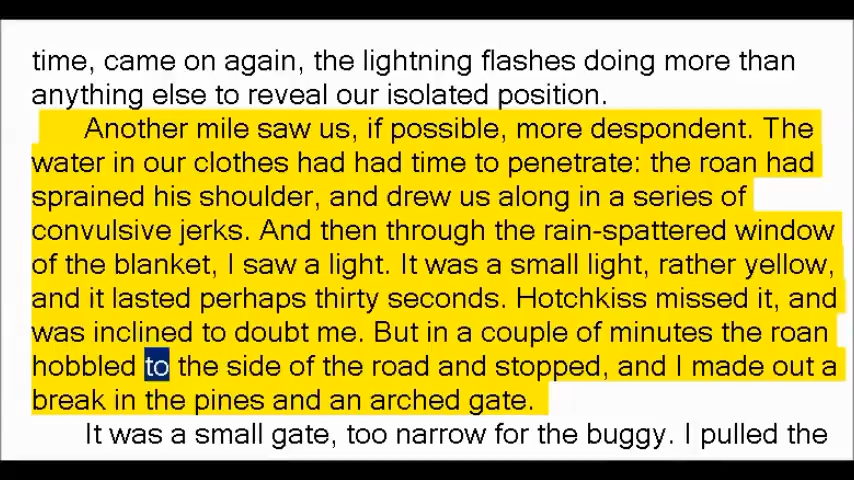 time, came on again, the lightning flashes doing more than
anything else to reveal our isolated position.
Another mile saw us, if possible, more despondent. The
water in our clothes had had time to penetrate: the roan had
sprained his shoulder, and drew us along in a series of
convulsive jerks. And then through the rain-spattered window
of the blanket, I saw a light. It was a small light, rather yellow,
and it lasted perhaps thirty seconds. Hotchkiss missed it, and
was inclined to doubt me. But in a couple of minutes the roan
hobbled to the side of the road and stopped, and I made out a
break in the pines and an arched gate.
It was a small gate, too narrow for the buggy. I pulled the